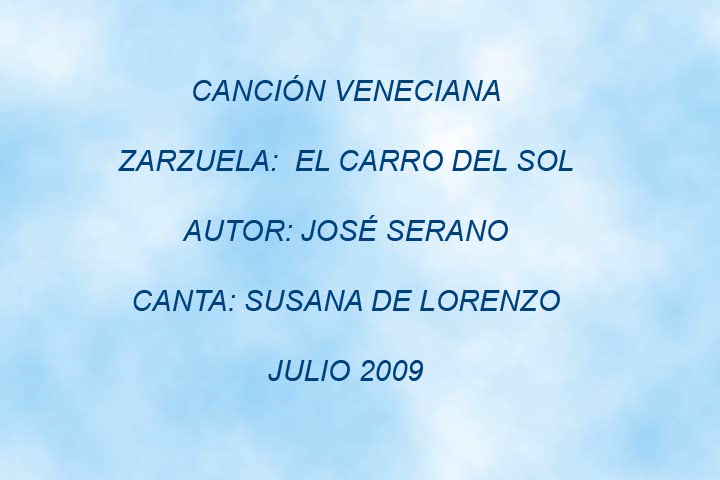 CANCIÓN VENECIANA
ZARZUELA:  EL CARRO DEL SOL
AUTOR: JOSÉ SERANO
CANTA: SUSANA DE LORENZO
JULIO 2009